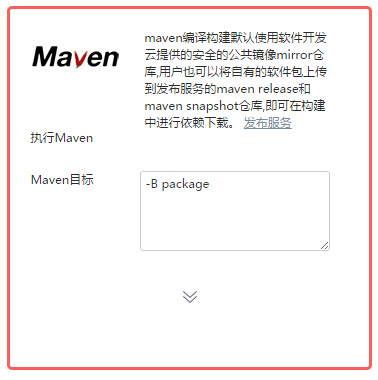 Maven
maven编译构建默认使用软件开发
云提供的安全的公共镜像mirror仓
库,用户也可以将自有的软件包上传
到发布服务的maven release和
maven snapshot仓库,即可在构建
中进行依赖下载。 发布服务
执行Maven
Maven目标
-B package